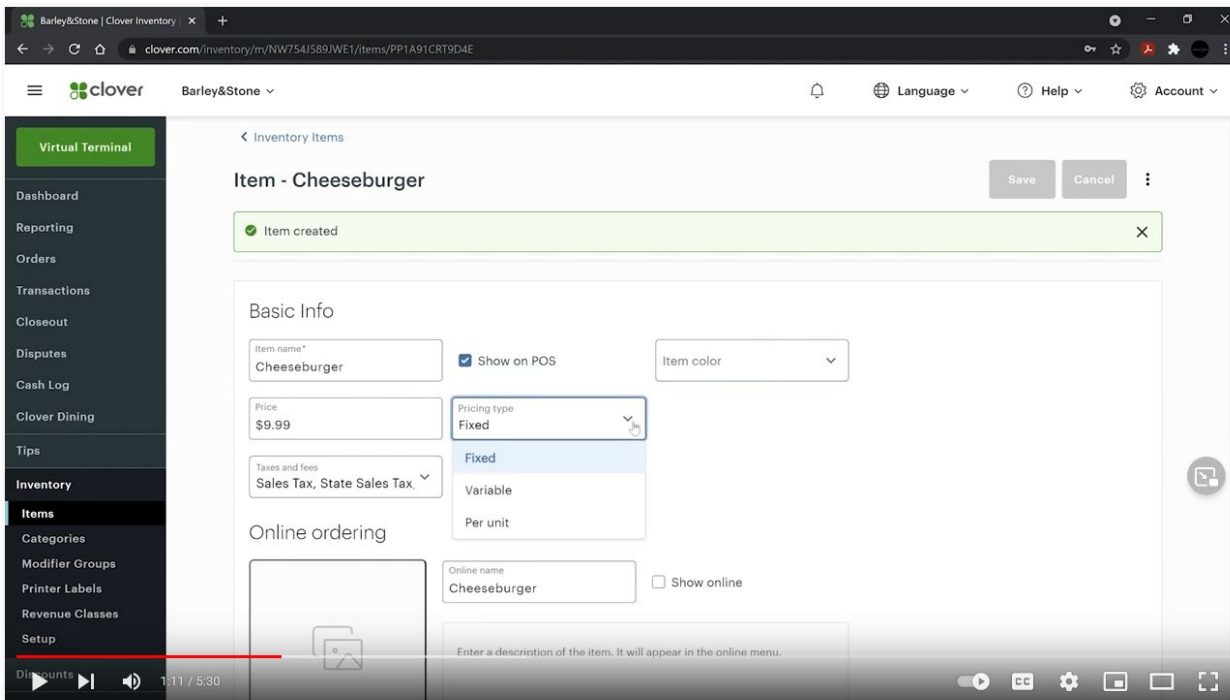 Barley&Stone | Clover Inventory
clover.com/inventory/m/NW754J589JWE1/items/PP1A91CRT9D4E
clover
Barley&Stone
Language
Help
Account
Virtual Terminal
Dashboard
Reporting
Orders
Transactions
Closeout
Disputes
Cash Log
Clover Dining
Tips
Inventory
Items
Categories
Modifier Groups
Printer Labels
Revenue Classes
Setup
Discounts
Inventory Items
Item - Cheeseburger
Save
Cancel
Item created
Basic Info
Item name*
Cheeseburger
Show on POS
Item color
Price
$9.99
Pricing type
Fixed
Fixed
Variable
Per unit
Taxes and fees
Sales Tax, State Sales Tax,
Online ordering
Online name
Cheeseburger
Show online
Enter a description of the item. It will appear in the online menu.
1:11 / 5:30
CC